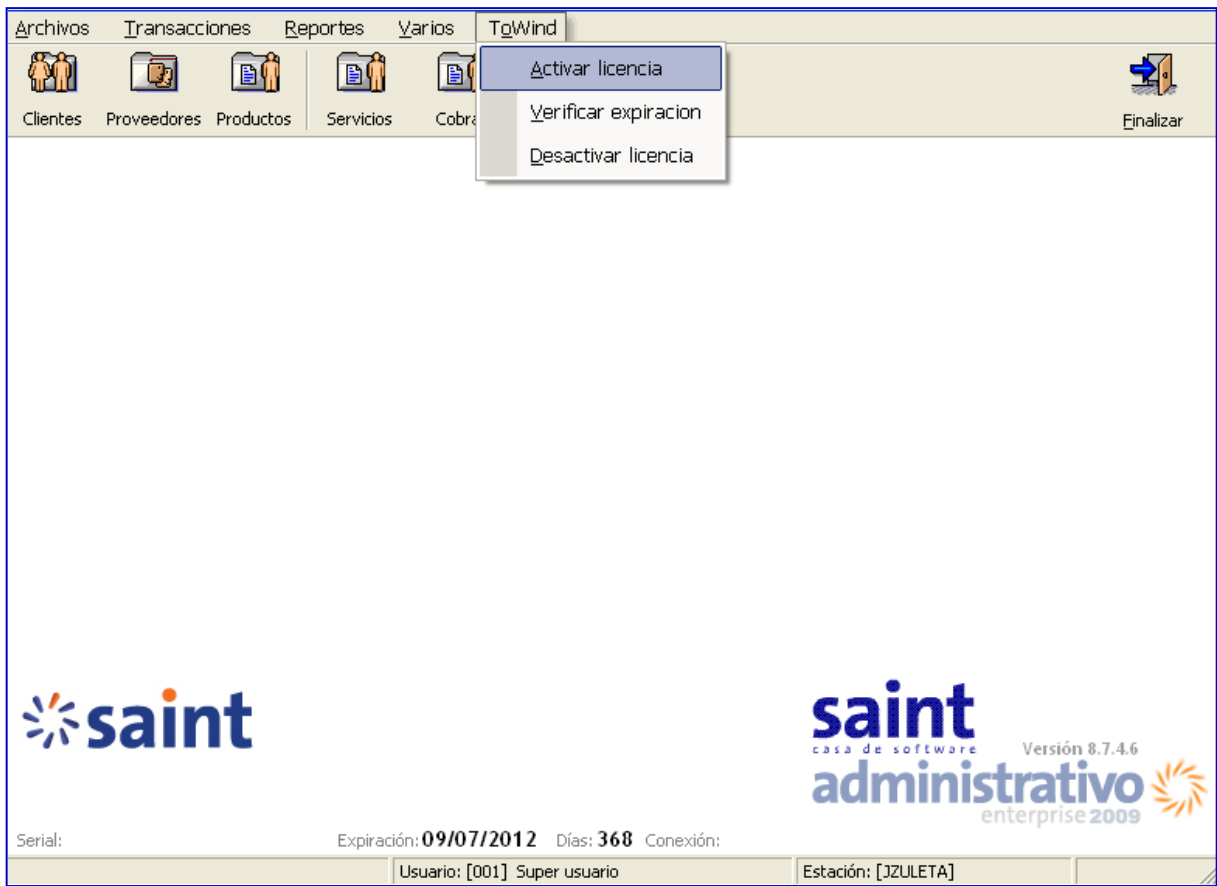 Archivos Transacciones Reportes Varios ToWind
Activar licencia
Verificar expiracion
Desactivar licencia
Clientes Proveedores Productos Servicios Cobra Finalizar
saint
saint
casa de software
Versión 8.7.4.6
administrativo
enterprise 2009
Serial: Expiración: 09/07/2012 Días: 368 Conexión:
Usuario: [001] Super usuario Estación: [JZULETA]